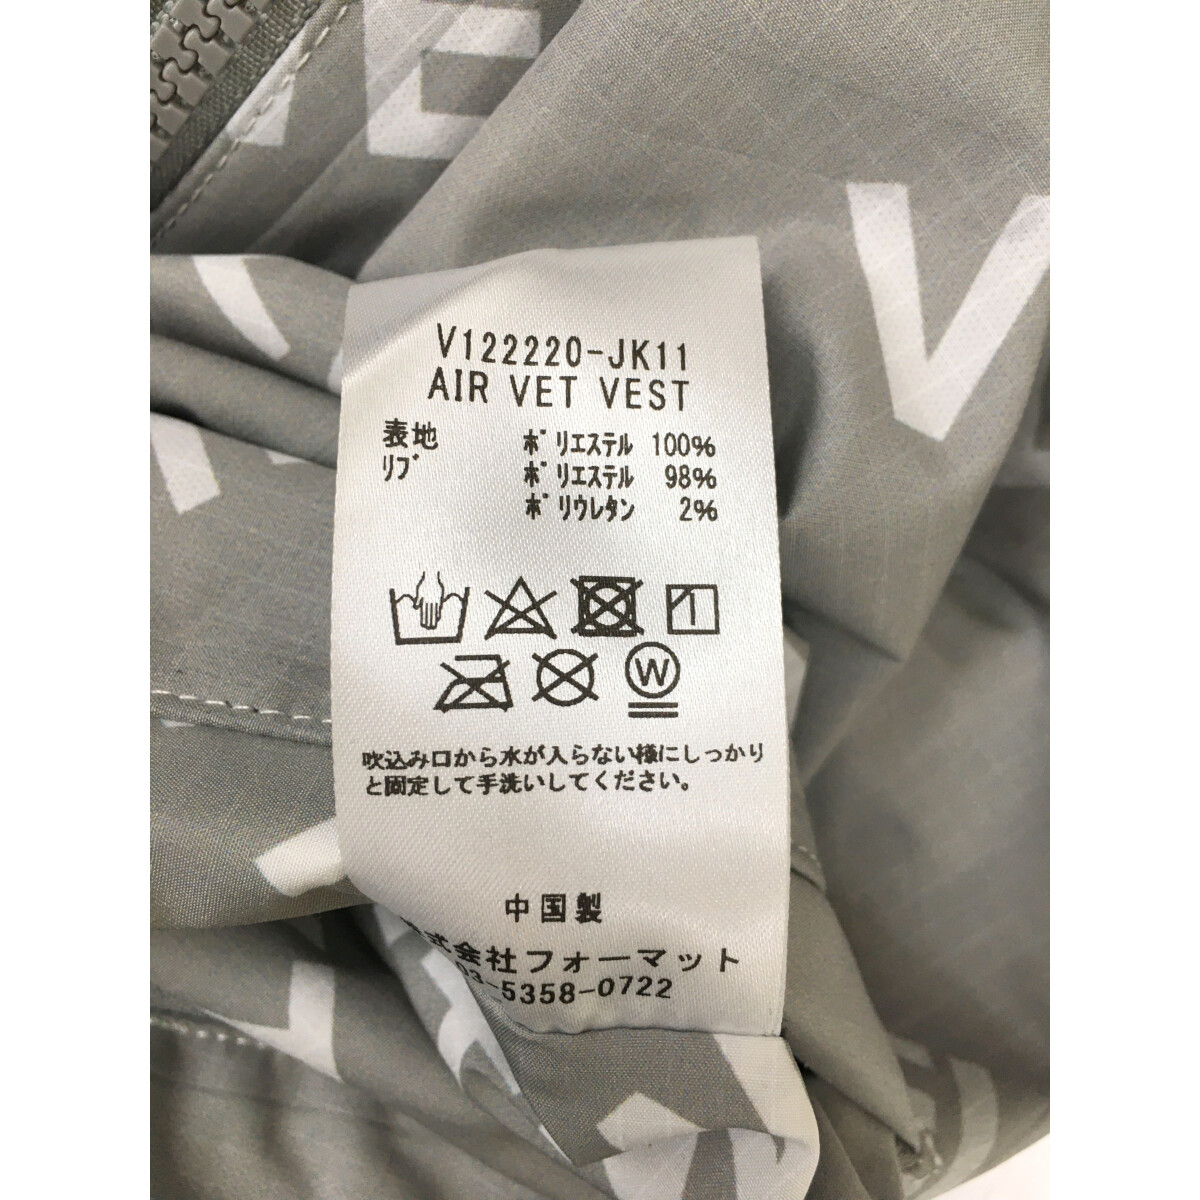 V122220-JK11
AIR VET VEST
表地 ポリエステル 100%
リブ ポリエステル 98%
ポリウレタン 2%
W
吹込み口から水が入らない様にしっかり
と固定して手洗いしてください。
中国製
式会社フォーマット
03-5358-0722
V
E
V